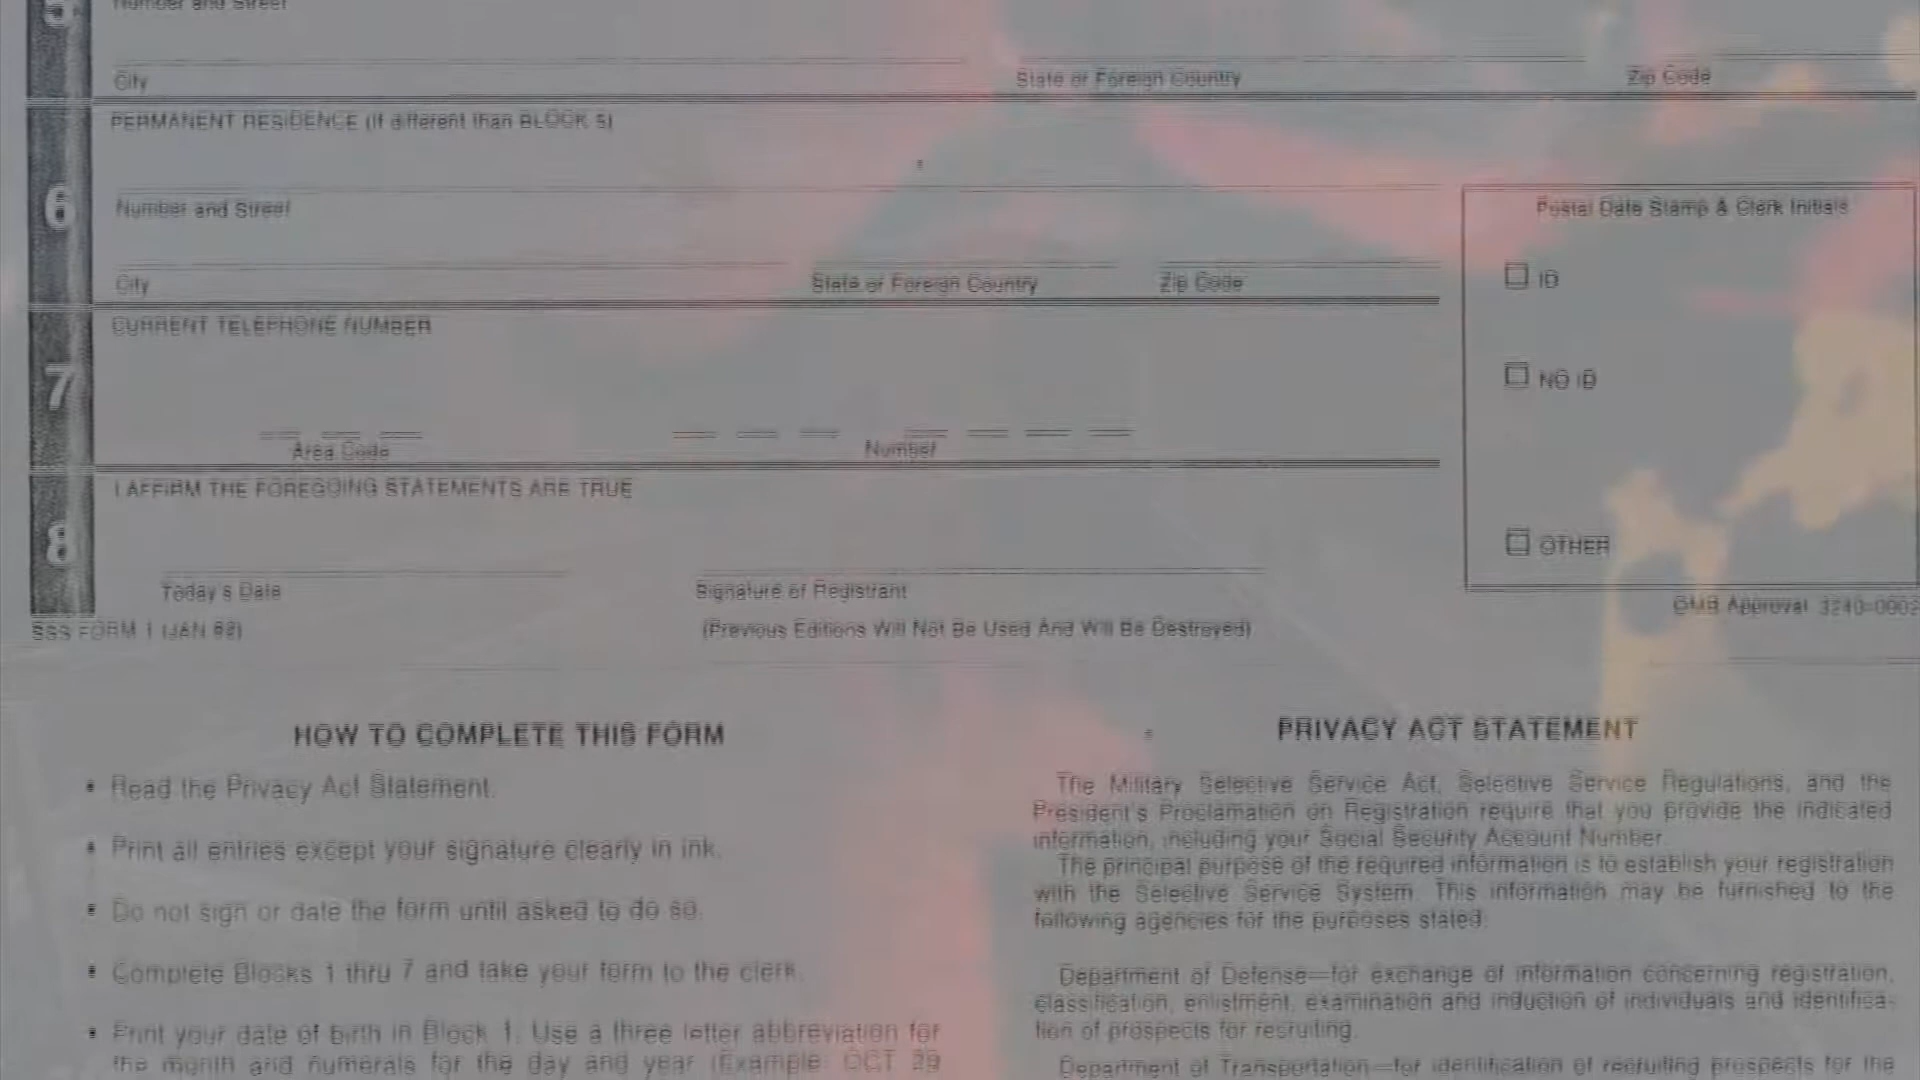 5
Number and Street
City State or Foreign Country Zip Code
PERMANENT RESIDENCE (If different than BLOCK 5)
6
Number and Street
City State or Foreign Country Zip Code
Postal Date Stamp & Clerk Initials
ID
NO ID
OTHER
CURRENT TELEPHONE NUMBER
7
Area Code Number
I AFFIRM THE FOREGOING STATEMENTS ARE TRUE
8
Today's Date Signature of Registrant
OMB Approval 3240-0002
SSS FORM 1 (JAN 82) (Previous Editions Will Not Be Used And Will Be Destroyed)
HOW TO COMPLETE THIS FORM
• Read the Privacy Act Statement.
• Print all entries except your signature clearly in ink.
• Do not sign or date the form until asked to do so.
• Complete Blocks 1 thru 7 and take your form to the clerk.
• Print your date of birth in Block 1. Use a three letter abbreviation for
the month and numerals for the day and year (Example: OCT 29
PRIVACY ACT STATEMENT
The Military Selective Service Act, Selective Service Regulations, and the
President's Proclamation on Registration require that you provide the indicated
information, including your Social Security Account Number.
The principal purpose of the required information is to establish your registration
with the Selective Service System. This information may be furnished to the
following agencies for the purposes stated:
Department of Defense—for exchange of information concerning registration,
classification, enlistment, examination and induction of individuals and identifica-
tion of prospects for recruiting.
Department of Transportation—for identification of recruiting prospects for the